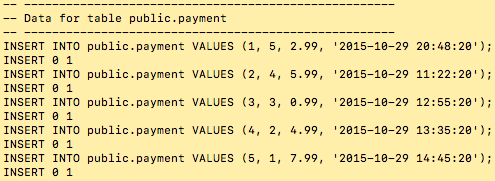 -- ---------------------------------------------------
-- Data for table public.payment
-- ---------------------------------------------------
INSERT INTO public.payment VALUES (1, 5, 2.99, '2015-10-29 20:48:20');
INSERT 0 1
INSERT INTO public.payment VALUES (2, 4, 5.99, '2015-10-29 11:22:20');
INSERT 0 1
INSERT INTO public.payment VALUES (3, 3, 0.99, '2015-10-29 12:55:20');
INSERT 0 1
INSERT INTO public.payment VALUES (4, 2, 4.99, '2015-10-29 13:35:20');
INSERT 0 1
INSERT INTO public.payment VALUES (5, 1, 7.99, '2015-10-29 14:45:20');
INSERT 0 1